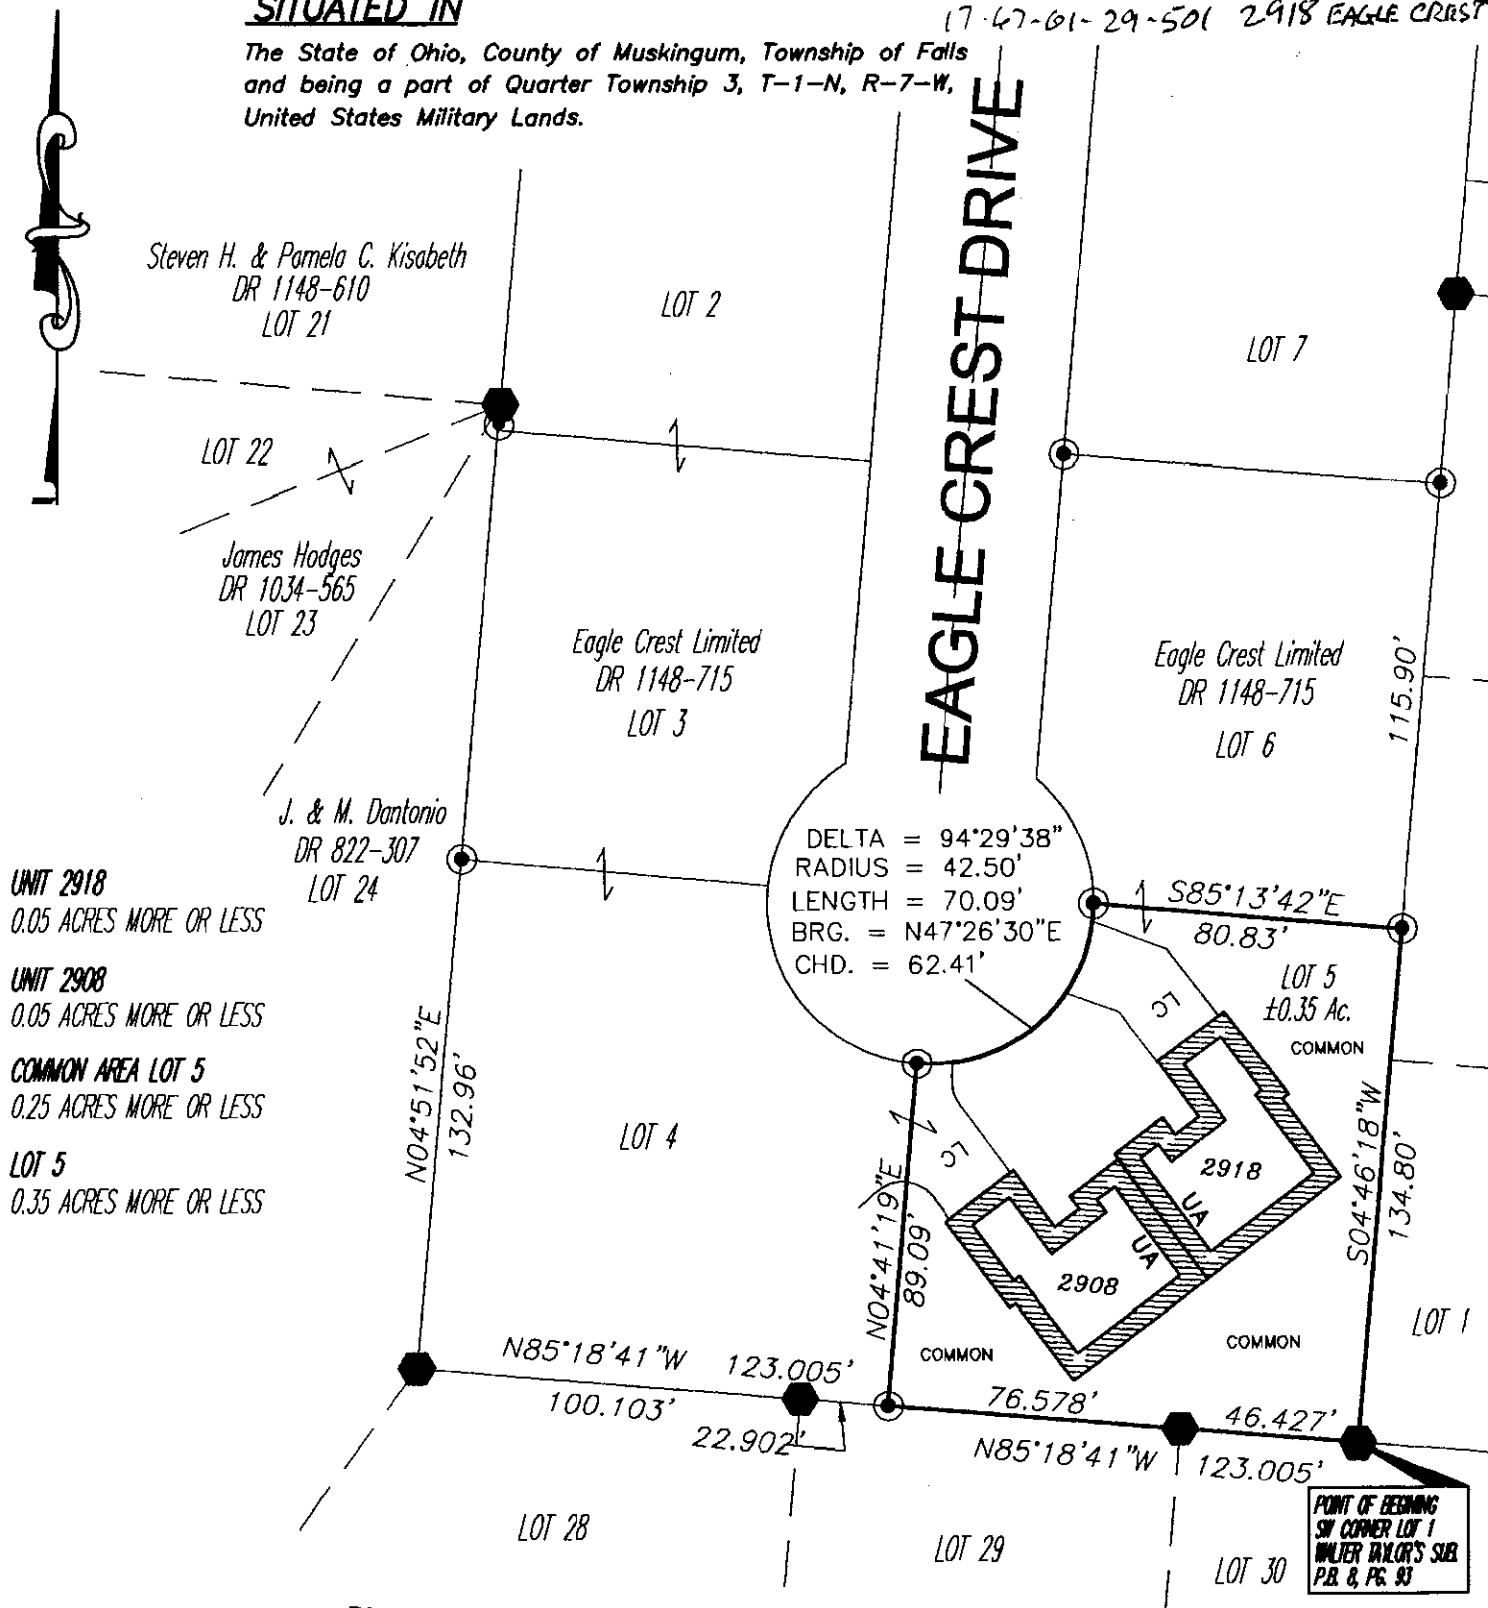 SITUATED IN
17-67-01-29-501 2918 EAGLE CREST
The State of Ohio, County of Muskingum, Township of Falls
and being a part of Quarter Township 3, T-1-N, R-7-W,
United States Military Lands.
EAGLE CREST DRIVE
Steven H. & Pamela C. Kisabeth
DR 1148-610
LOT 21
LOT 2
LOT 7
LOT 22
James Hodges
DR 1034-565
LOT 23
Eagle Crest Limited
DR 1148-715
LOT 3
Eagle Crest Limited
DR 1148-715
LOT 6
115.90'
J. & M. Dantonio
DR 822-307
LOT 24
DELTA = 94°29'38"
RADIUS = 42.50'
LENGTH = 70.09'
BRG. = N47°26'30"E
CHD. = 62.41'
S85°13'42"E
80.83'
LOT 5
±0.35 Ac.
COMMON
UNIT 2918
0.05 ACRES MORE OR LESS
UNIT 2908
0.05 ACRES MORE OR LESS
COMMON AREA LOT 5
0.25 ACRES MORE OR LESS
LOT 5
0.35 ACRES MORE OR LESS
N04°51'52"E
132.96'
LOT 4
LC
LC
N04°41'19"E
89.09'
2918
UA
UA
2908
S04°46'18"W
134.80'
LOT 1
COMMON
COMMON
N85°18'41"W 123.005'
100.103'
22.902'
76.578'
46.427'
N85°18'41"W 123.005'
POINT OF BEGINING
SW CORNER LOT 1
WALTER TAYLOR'S SUB.
P.B. 8, PG. 93
LOT 28
LOT 29
LOT 30